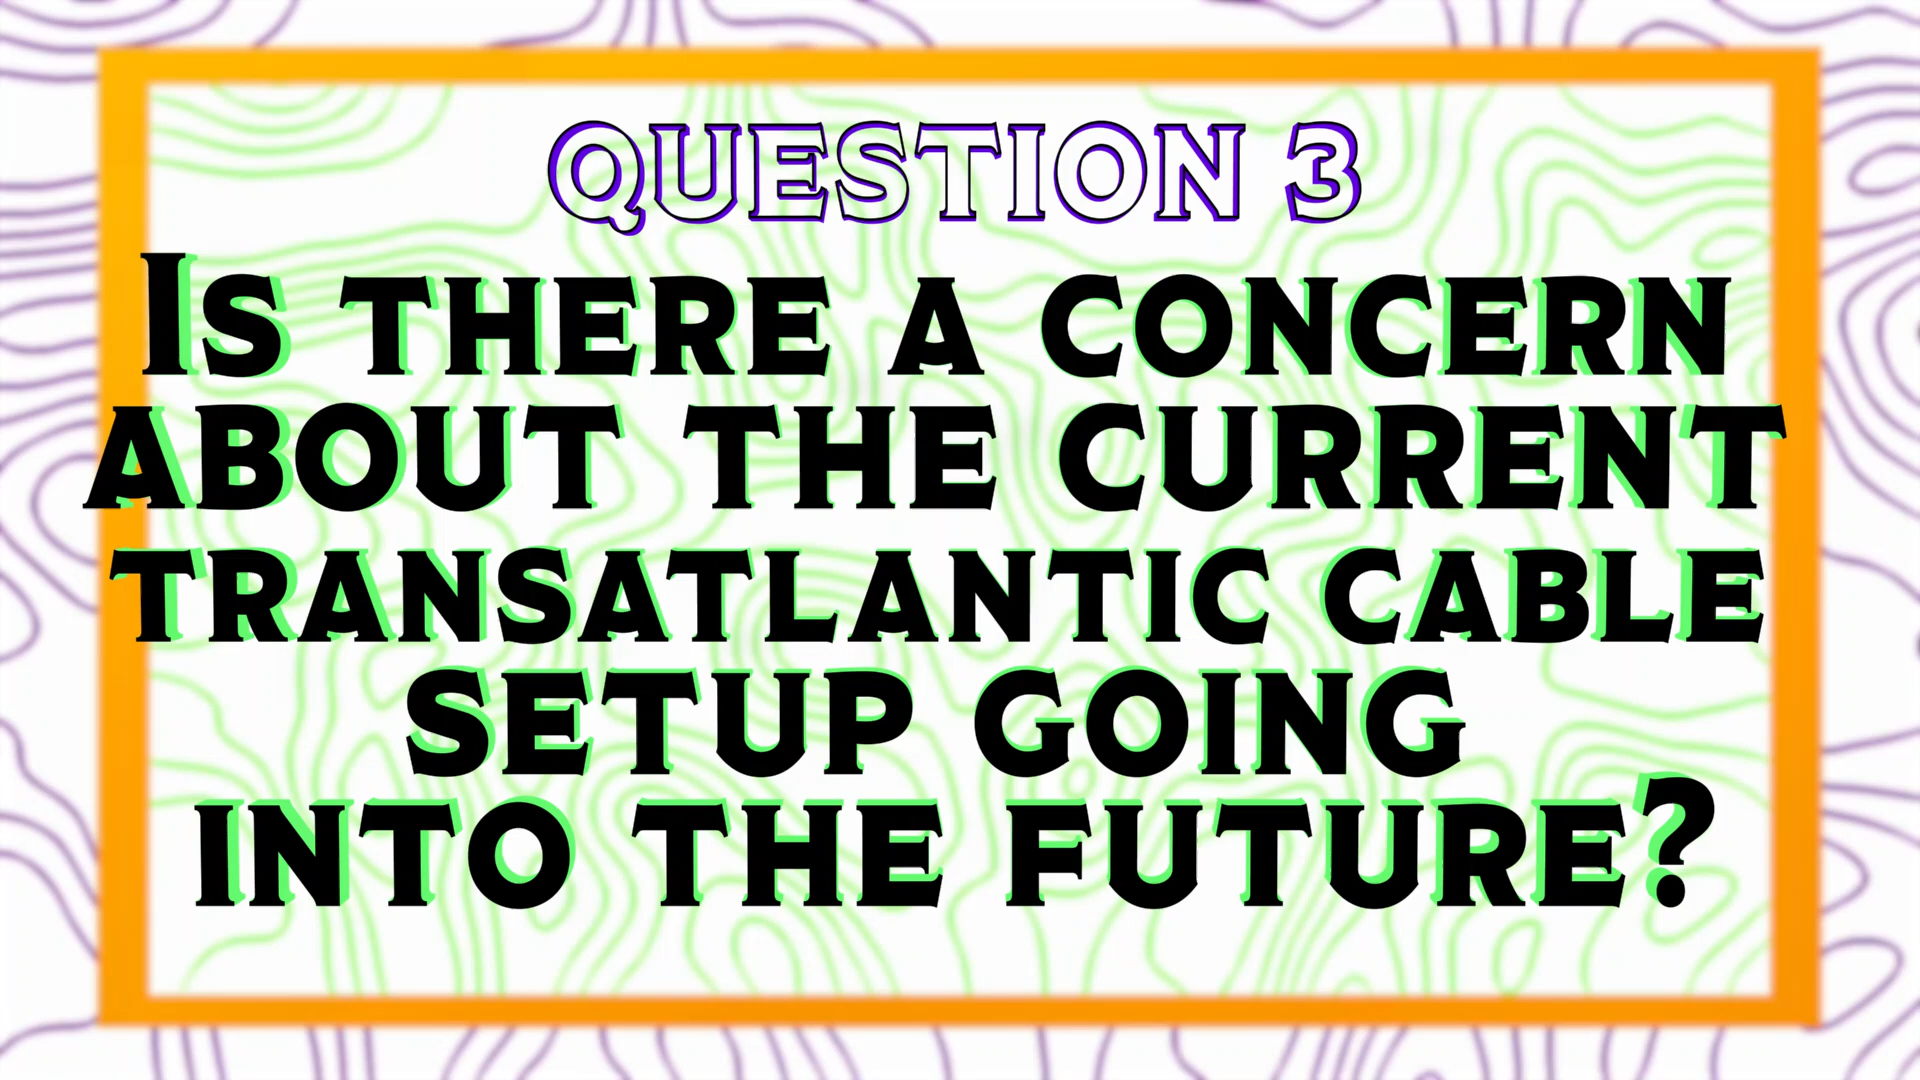 QUESTION 3
IS THERE A CONCERN
ABOUT THE CURRENT
TRANSATLANTIC CABLE
SETUP GOING
INTO THE FUTURE?